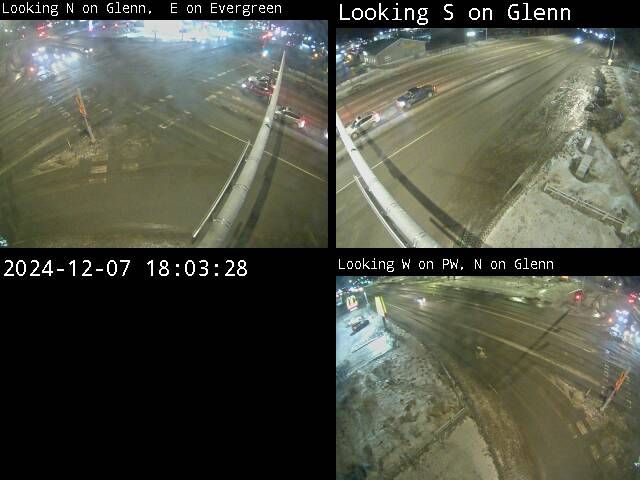 Looking N on Glenn, E on Evergreen
Looking S on Glenn
2024-12-07 18:03:28
Looking W on PW, N on Glenn